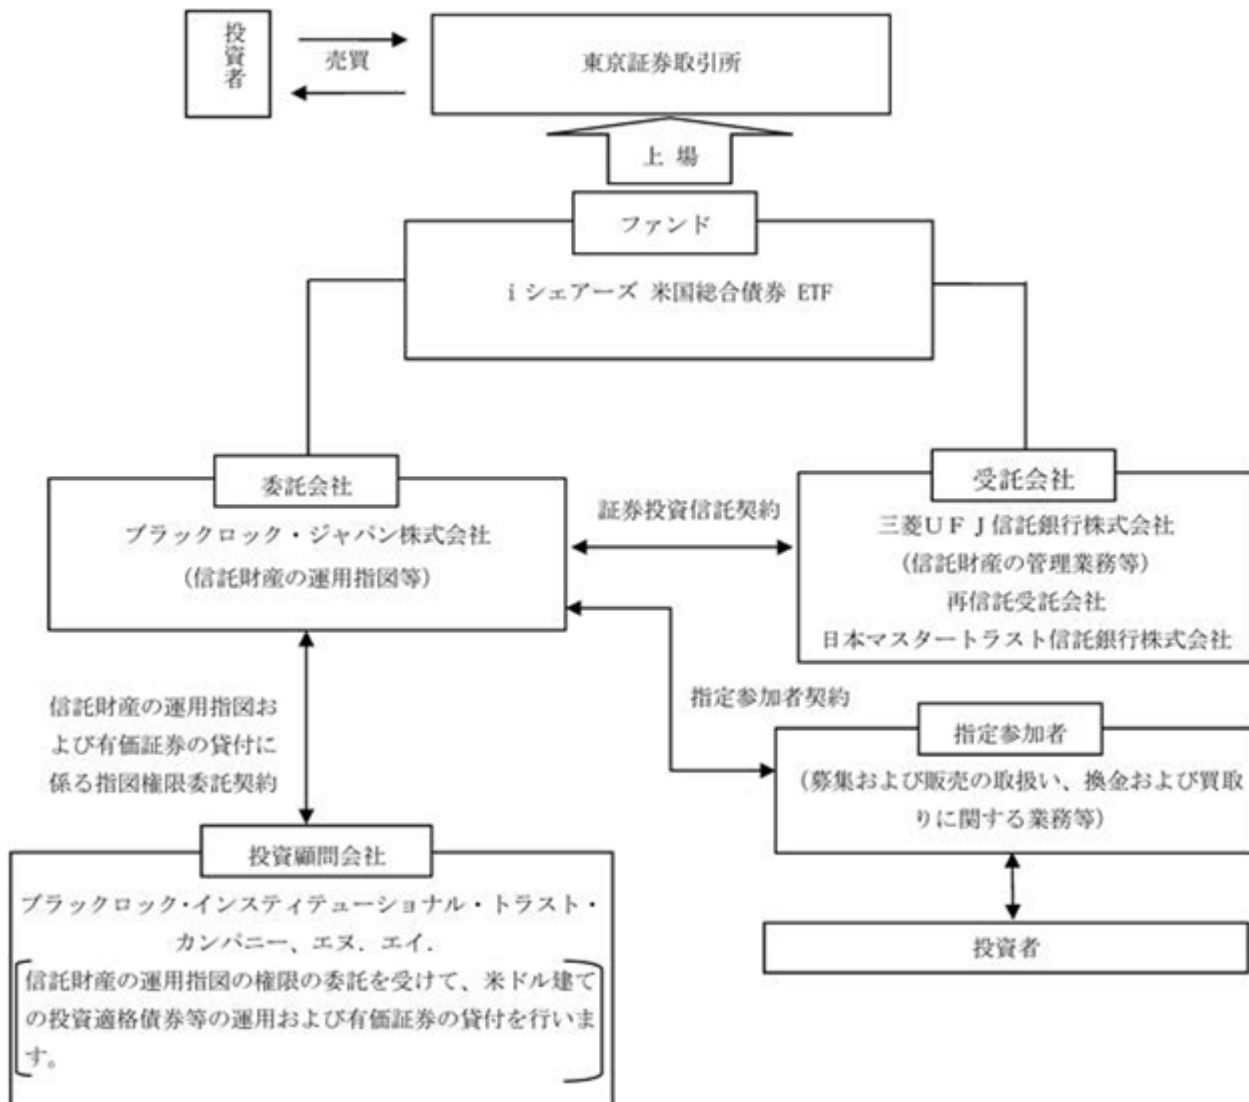 投資者
売買
東京証券取引所
上 場
ファンド
i シェアーズ 米国総合債券 ETF
委託会社
ブラックロック・ジャパン株式会社
(信託財産の運用指図等)
証券投資信託契約
受託会社
三菱UFJ信託銀行株式会社
(信託財産の管理業務等)
再信託受託会社
日本マスタートラスト信託銀行株式会社
信託財産の運用指図お
よび有価証券の貸付に
係る指図権限委託契約
指定参加者契約
指定参加者
(募集および販売の取扱い、換金および買取
りに関する業務等)
投資者
投資顧問会社
ブラックロック・インスティテューショナル・トラスト・
カンパニー、エヌ. エイ.
信託財産の運用指図の権限の委託を受けて、米ドル建て
の投資適格債券等の運用および有価証券の貸付を行いま
す。